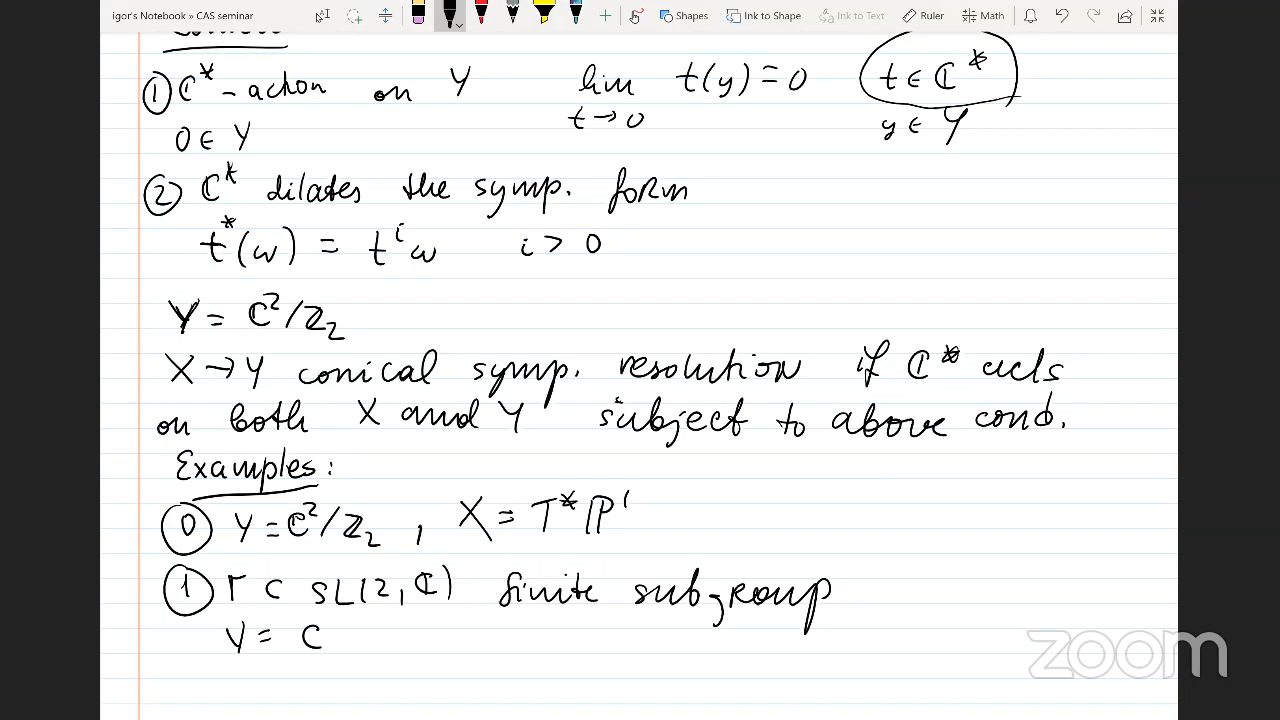 igor's Notebook » CAS seminar
Shapes Ink to Shape Ink to Text Ruler Math
① ℂ* - action on Y lim t(y) = 0 t ∈ ℂ*
t → 0 y ∈ Y
0 ∈ Y
② ℂ* dilates the symp. form
t*(ω) = t^i ω i > 0
Y = ℂ²/ℤ₂
X → Y conical symp. resolution if ℂ* acts
on both X and Y subject to above cond.
Examples:
⓪ Y = ℂ²/ℤ₂ , X = T*ℙ¹
① Γ ⊂ SL(2, ℂ) finite subgroup
Y = C
zoom